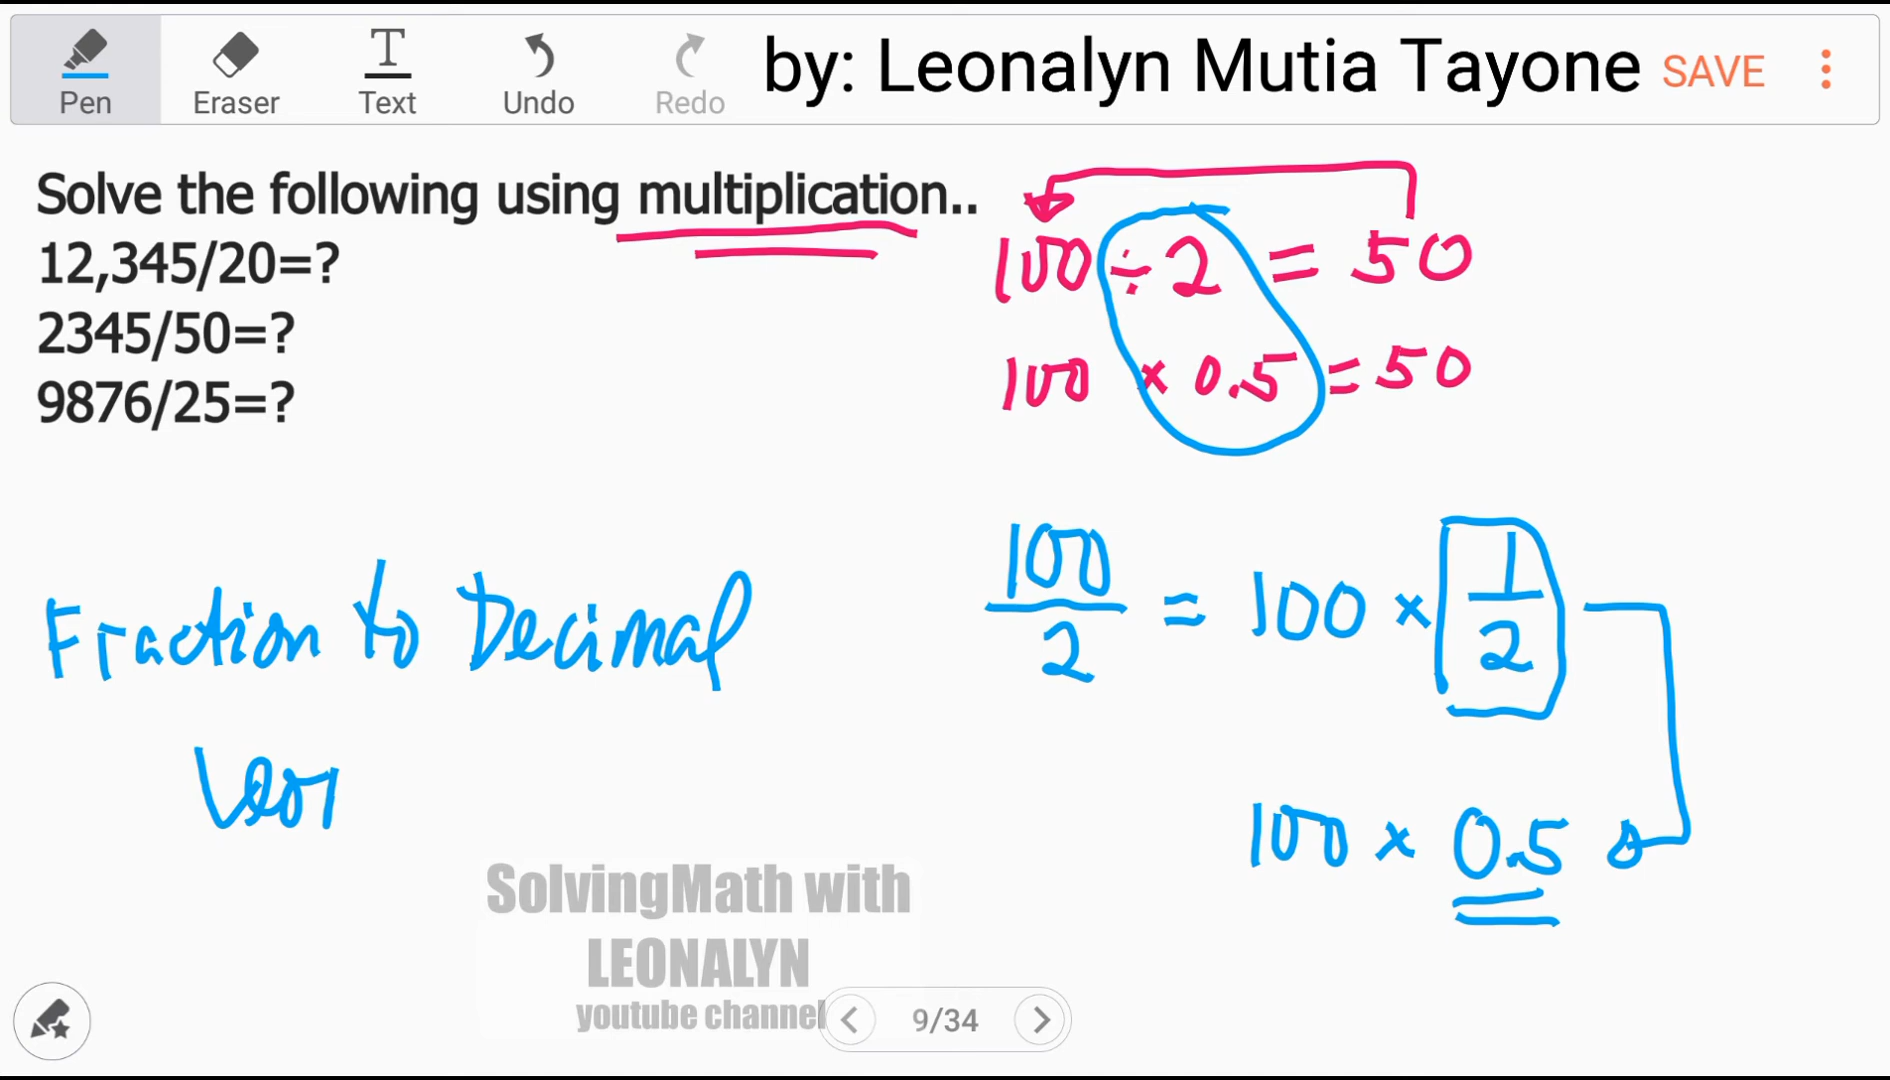 Pen
Eraser
Text
Undo
Redo
by: Leonalyn Mutia Tayone
SAVE
Solve the following using multiplication..
12,345/20=?
2345/50=?
9876/25=?
100 ÷ 2 = 50
100 × 0.5 = 50
Fraction to Decimal
100/2 = 100 × 1/2
100 × 0.5
SolvingMath with
LEONALYN
youtube channel
9/34